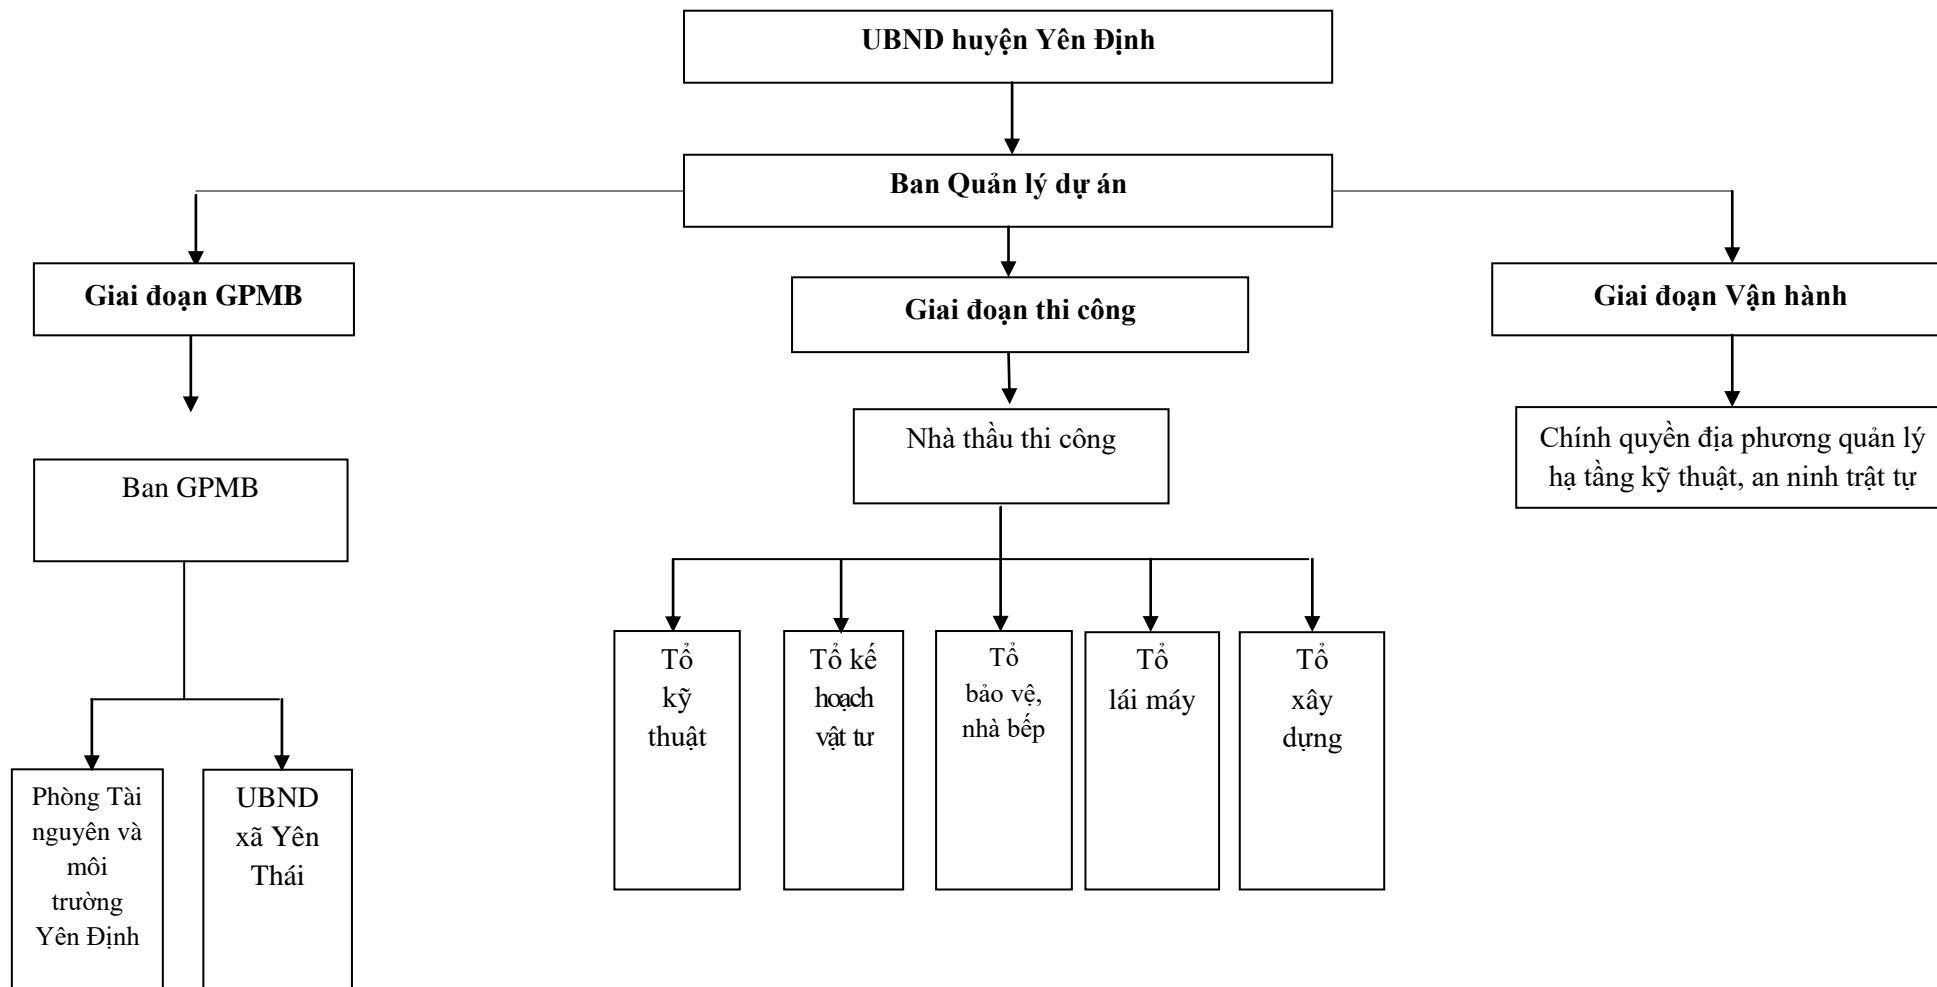 UBND huyện Yên Định
Ban Quản lý dự án
Giai đoạn GPMB
Giai đoạn thi công
Giai đoạn Vận hành
Ban GPMB
Nhà thầu thi công
Chính quyền địa phương quản lý
hạ tầng kỹ thuật, an ninh trật tự
Phòng Tài
nguyên và
môi
trường
Yên Định
UBND
xã Yên
Thái
Tổ
kỹ
thuật
Tổ kế
hoạch
vật tư
Tổ
bảo vệ,
nhà bếp
Tổ
lái máy
Tổ
xây
dựng